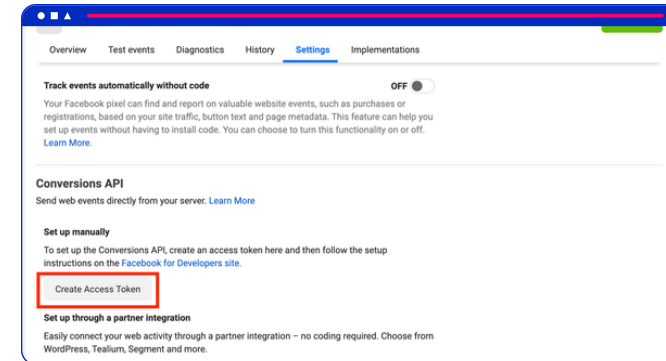 Overview Test events Diagnostics History Settings Implementations
Track events automatically without code OFF
Your Facebook pixel can find and report on valuable website events, such as purchases or
registrations, based on your site traffic, button text and page metadata. This feature can help you
set up events without having to install code. You can choose to turn this functionality on or off.
Learn More.
Conversions API
Send web events directly from your server. Learn More
Set up manually
To set up the Conversions API, create an access token here and then follow the setup
instructions on the Facebook for Developers site.
Create Access Token
Set up through a partner integration
Easily connect your web activity through a partner integration – no coding required. Choose from
WordPress, Tealium, Segment and more.